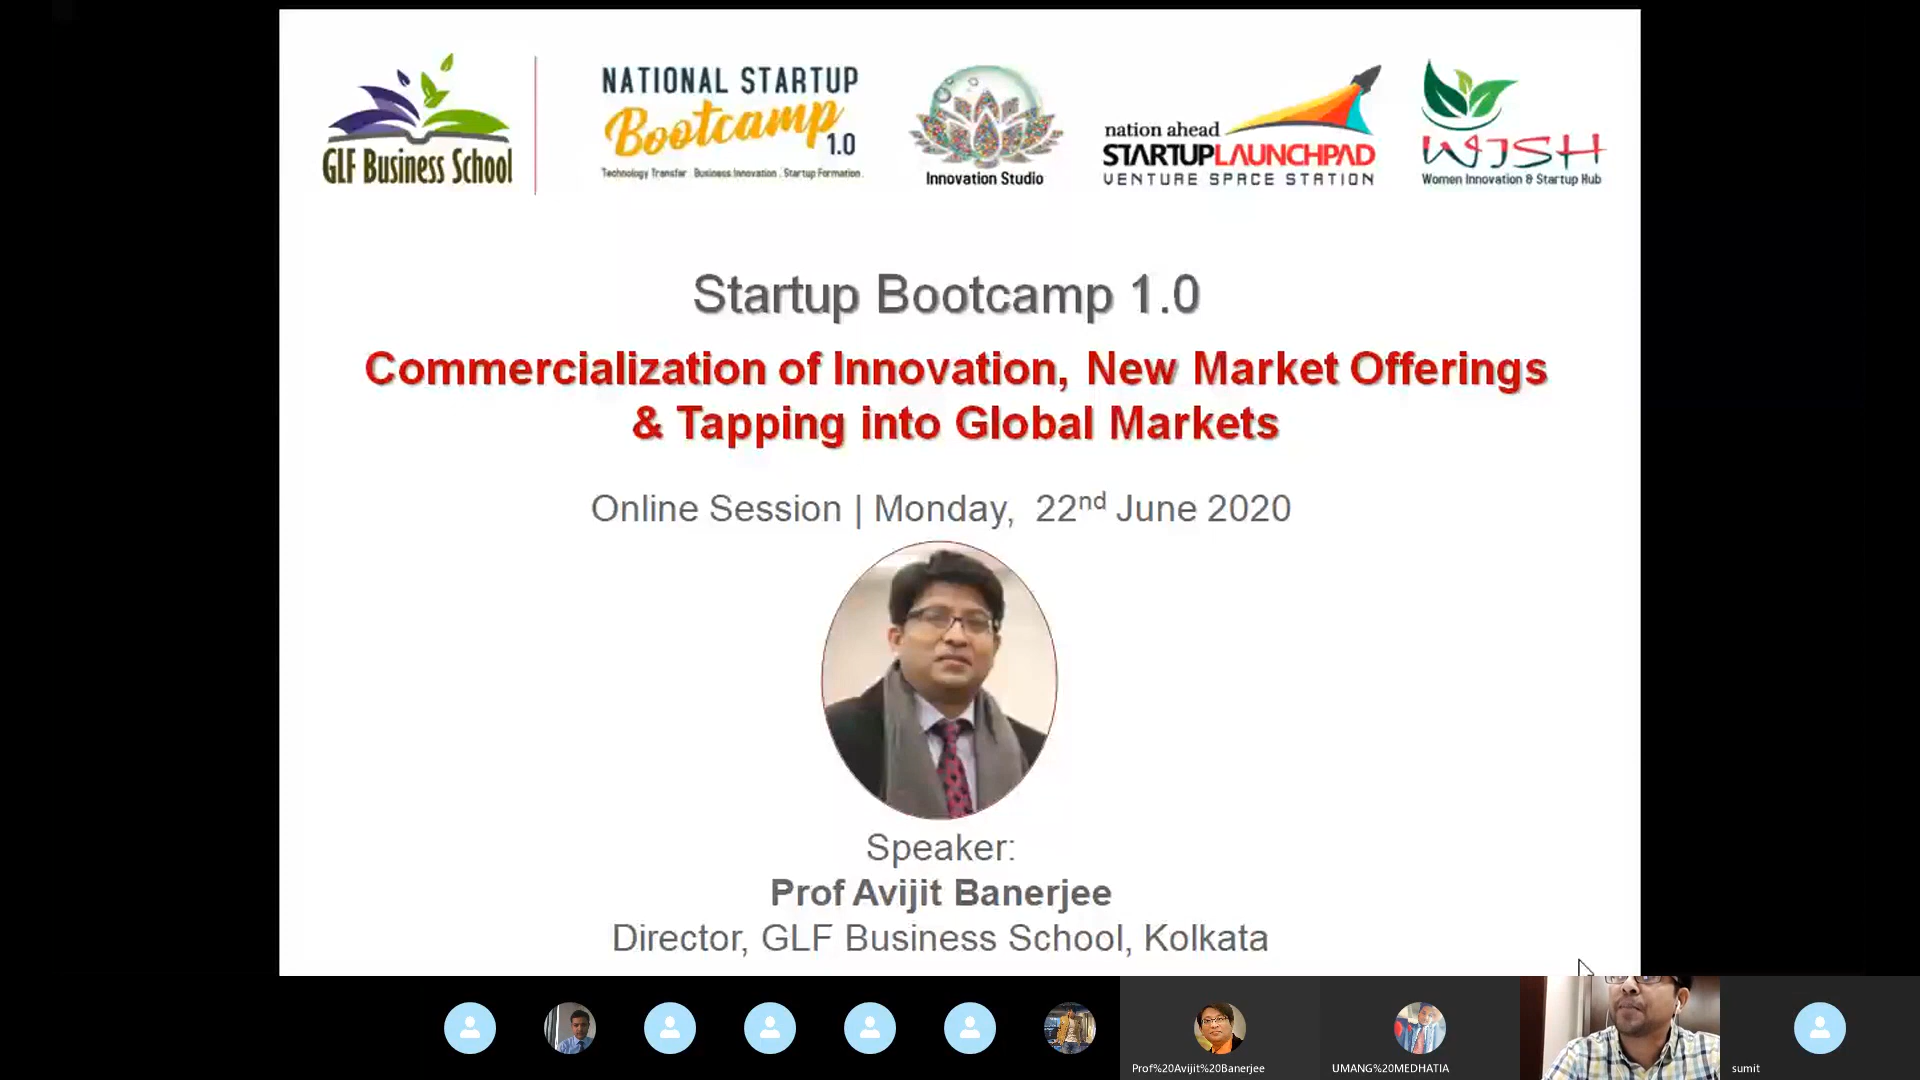 GLF Business School
NATIONAL STARTUP
Bootcamp
1.0
Technology Transfer . Business Innovation . Startup Formation .
Innovation Studio
nation ahead
STARTUPLAUNCHPAD
VENTURE SPACE STATION
WISH
Women Innovation & Startup Hub
Startup Bootcamp 1.0
Commercialization of Innovation, New Market Offerings
& Tapping into Global Markets
Online Session | Monday, 22nd June 2020
Speaker:
Prof Avijit Banerjee
Director, GLF Business School, Kolkata
Prof%20Avijit%20Banerjee
UMANG%20MEDHATIA
sumit